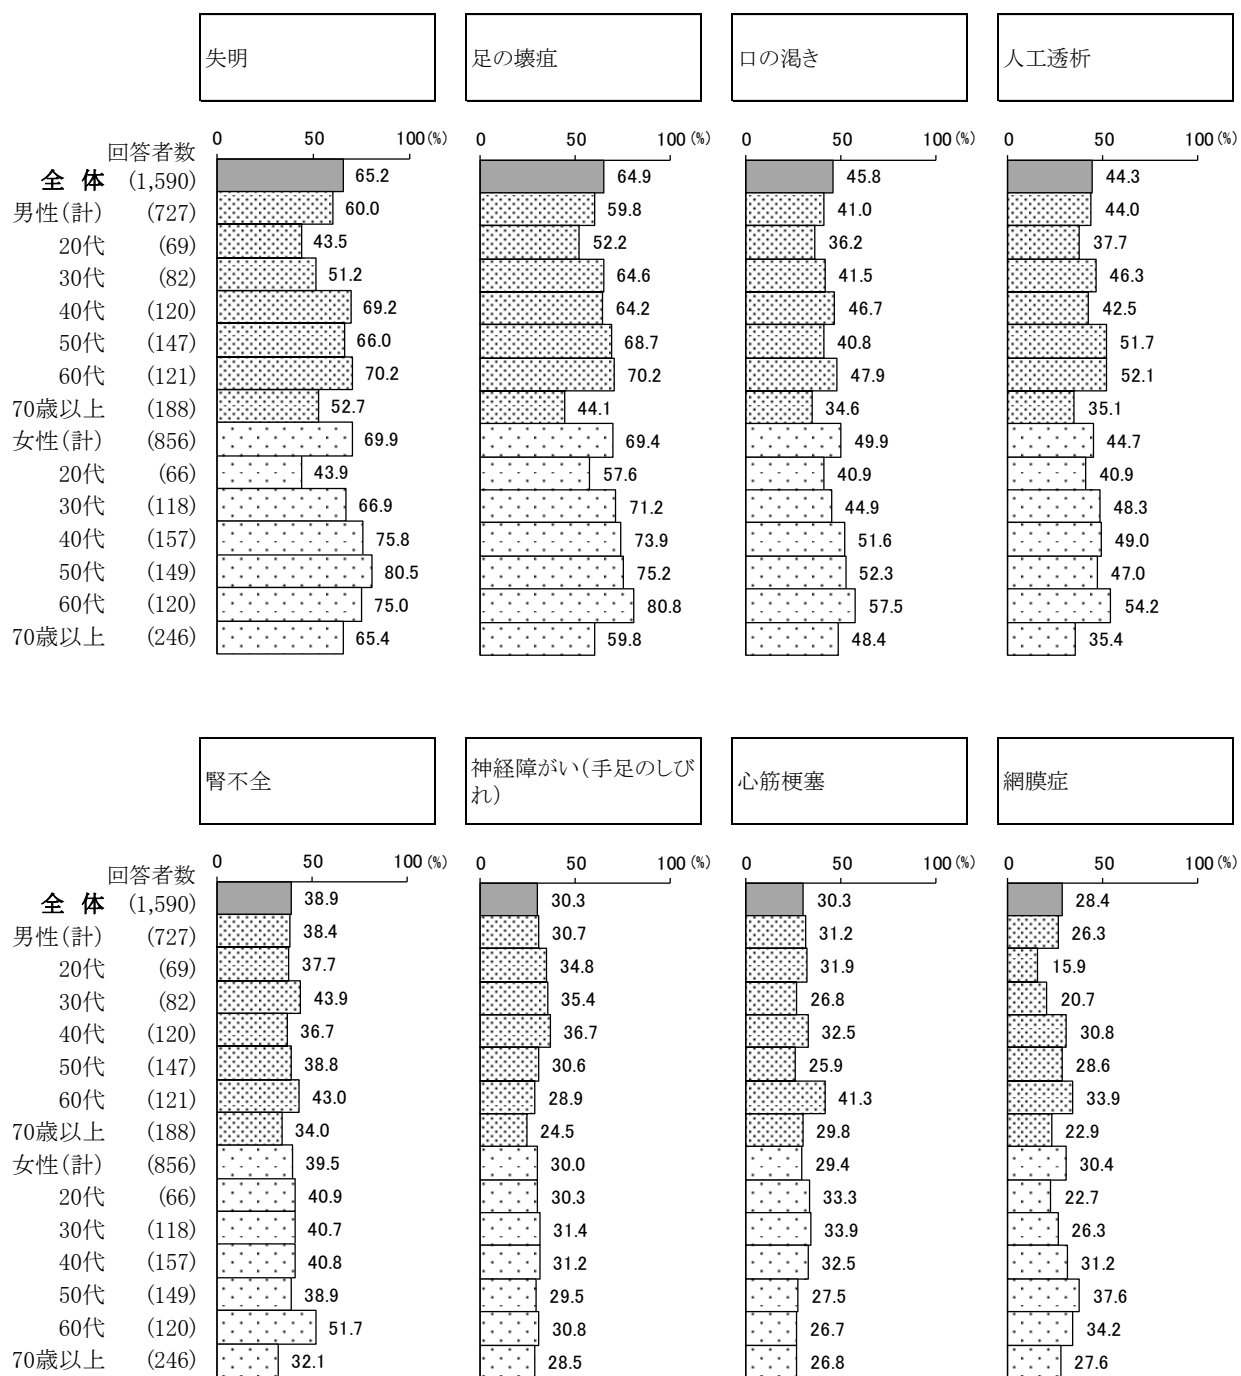 失明 足の壊疽 口の渇き 人工透析
0 50 100(%) 0 50 100(%) 0 50 100(%) 0 50 100(%)
回答者数
全 体 (1,590) 65.2 64.9 45.8 44.3
男性(計) (727) 60.0 59.8 41.0 44.0
20代 (69) 43.5 52.2 36.2 37.7
30代 (82) 51.2 64.6 41.5 46.3
40代 (120) 69.2 64.2 46.7 42.5
50代 (147) 66.0 68.7 40.8 51.7
60代 (121) 70.2 70.2 47.9 52.1
70歳以上 (188) 52.7 44.1 34.6 35.1
女性(計) (856) 69.9 69.4 49.9 44.7
20代 (66) 43.9 57.6 40.9 40.9
30代 (118) 66.9 71.2 44.9 48.3
40代 (157) 75.8 73.9 51.6 49.0
50代 (149) 80.5 75.2 52.3 47.0
60代 (120) 75.0 80.8 57.5 54.2
70歳以上 (246) 65.4 59.8 48.4 35.4
腎不全 神経障がい(手足のしび
れ) 心筋梗塞 網膜症
0 50 100(%) 0 50 100(%) 0 50 100(%) 0 50 100(%)
回答者数
全 体 (1,590) 38.9 30.3 30.3 28.4
男性(計) (727) 38.4 30.7 31.2 26.3
20代 (69) 37.7 34.8 31.9 15.9
30代 (82) 43.9 35.4 26.8 20.7
40代 (120) 36.7 36.7 32.5 30.8
50代 (147) 38.8 30.6 25.9 28.6
60代 (121) 43.0 28.9 41.3 33.9
70歳以上 (188) 34.0 24.5 29.8 22.9
女性(計) (856) 39.5 30.0 29.4 30.4
20代 (66) 40.9 30.3 33.3 22.7
30代 (118) 40.7 31.4 33.9 26.3
40代 (157) 40.8 31.2 32.5 31.2
50代 (149) 38.9 29.5 27.5 37.6
60代 (120) 51.7 30.8 26.7 34.2
70歳以上 (246) 32.1 28.5 26.8 27.6